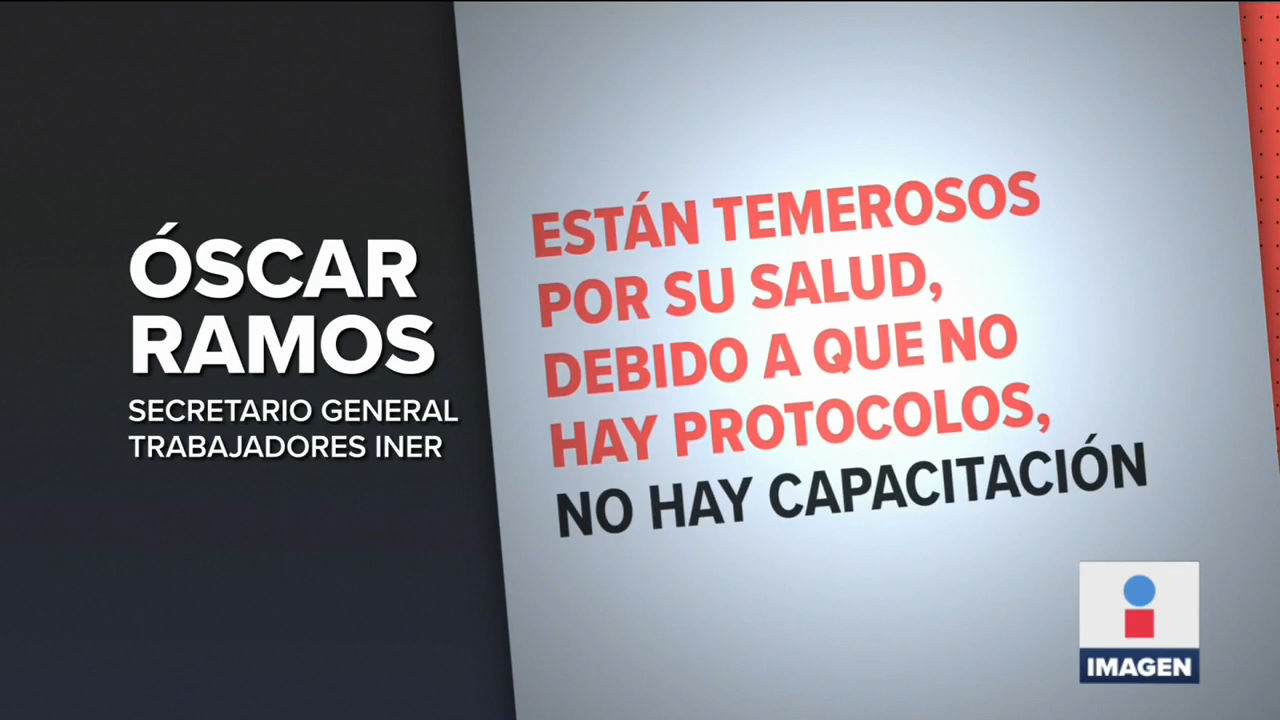 ÓSCAR
RAMOS
SECRETARIO GENERAL
TRABAJADORES INER
ESTÁN TEMEROSOS
POR SU SALUD,
DEBIDO A QUE NO
HAY PROTOCOLOS,
NO HAY CAPACITACIÓN
IMAGEN